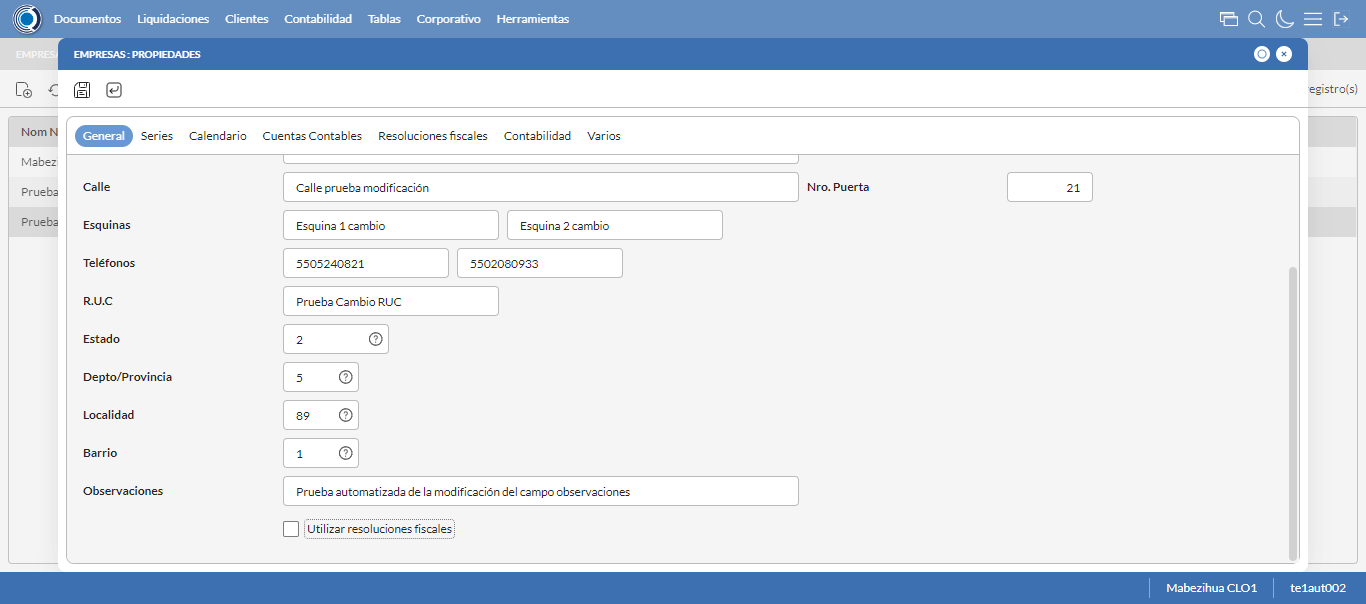 Documentos Liquidaciones Clientes Contabilidad Tablas Corporativo Herramientas
EMPRESAS : PROPIEDADES
egistro(s)
General Series Calendario Cuentas Contables Resoluciones fiscales Contabilidad Varios
Nom N
Mabez
Prueba
Prueba
Calle Calle prueba modificación Nro. Puerta 21
Esquinas Esquina 1 cambio Esquina 2 cambio
Teléfonos 5505240821 5502080933
R.U.C Prueba Cambio RUC
Estado 2
Depto/Provincia 5
Localidad 89
Barrio 1
Observaciones Prueba automatizada de la modificación del campo observaciones
Utilizar resoluciones fiscales
Mabezihua CLO1 te1aut002